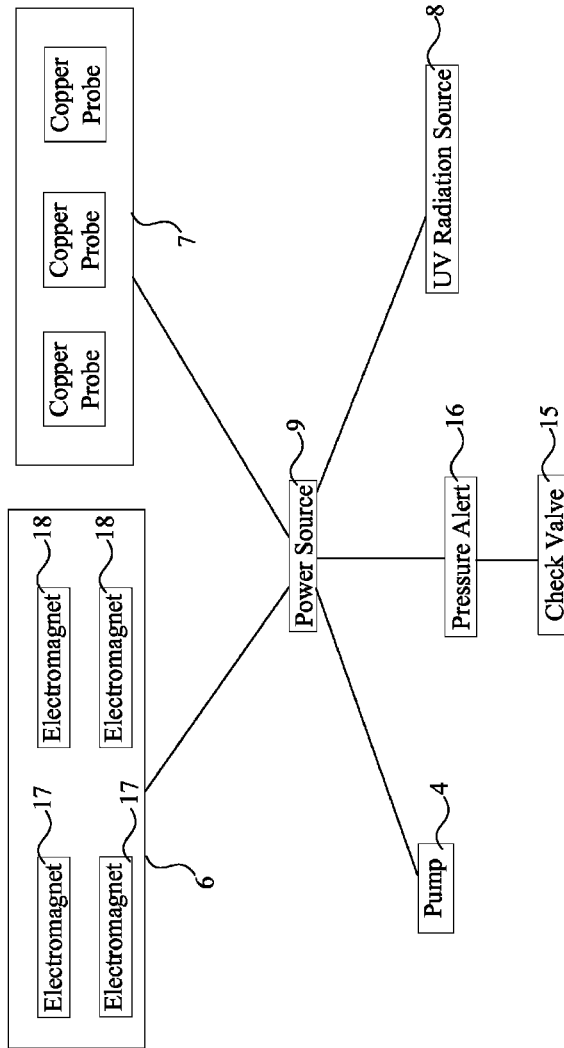 Electromagnet
17
Electromagnet
18
Electromagnet
17
Electromagnet
18
6
Copper
Probe
Copper
Probe
Copper
Probe
7
Power Source
9
Pump
4
Pressure Alert
16
Check Valve
15
UV Radiation Source
8